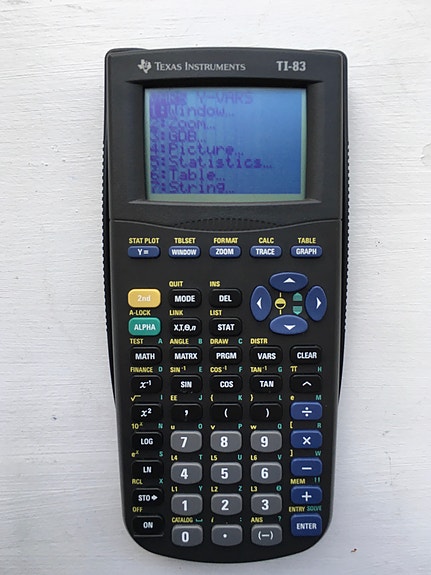 TEXAS INSTRUMENTS TI-83
VARS Y-VARS
1:Window…
2:Zoom…
3:GDB…
4:Picture…
5:Statistics…
6:Table…
7:String…
STAT PLOT TBLSET FORMAT CALC TABLE
Y= WINDOW ZOOM TRACE GRAPH
QUIT INS
2nd MODE DEL
A-LOCK LINK LIST
ALPHA X,T,Θ,n STAT
TEST A ANGLE B DRAW C DISTR
MATH MATRX PRGM VARS CLEAR
FINANCE D SIN⁻¹ E COS⁻¹ F TAN⁻¹ G π H
x⁻¹ SIN COS TAN ^
√ I EE J { K } L e M
x² , ( ) ÷
10ˣ N u O v P w Q [ R
LOG 7 8 9 ×
eˣ S L4 T L5 U L6 V ] W
LN 4 5 6 −
RCL X L1 Y L2 Z L3 θ MEM "
STO➔ 1 2 3 +
OFF CATALOG ␣ i : ANS ENTRY SOLVE
ON 0 . (−) ENTER